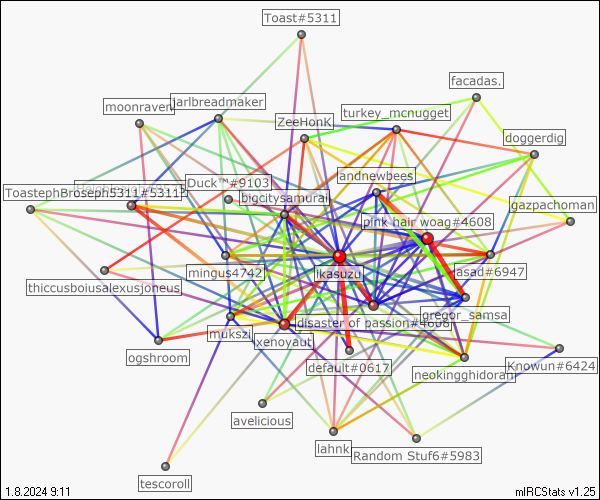 Toast#5311
facadas.
moonraven
jarlbreadmaker
ZeeHonK
turkey_mcnugget
doggerdig
Duck™#9103
landnewbees
ToastephBroseph5311#5311P
bigcitysamurai
gazpachoman
pink hair woag#4608
mingus4742
ikasuzu
asad#6947
thiccusboiusalexusjoneus
disaster of passion#4608
gregor_samsa
mukszi
xenoyaut
ogshroom
default#0617
Knowun#6424
neokingghidorah
avelicious
lahnk
Random Stuf6#5983
tescoroll
1.8.2024 9:11
mIRCStats v1.25